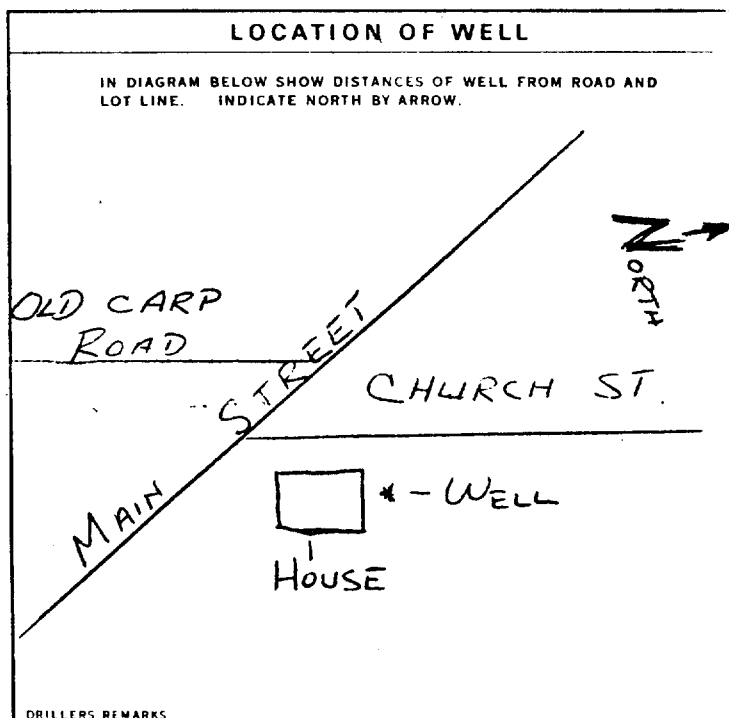 LOCATION OF WELL
IN DIAGRAM BELOW SHOW DISTANCES OF WELL FROM ROAD AND
LOT LINE. INDICATE NORTH BY ARROW.
NORTH
OLD CARP
ROAD
MAIN STREET
CHURCH ST.
* - WELL
HOUSE
DRILLERS REMARKS